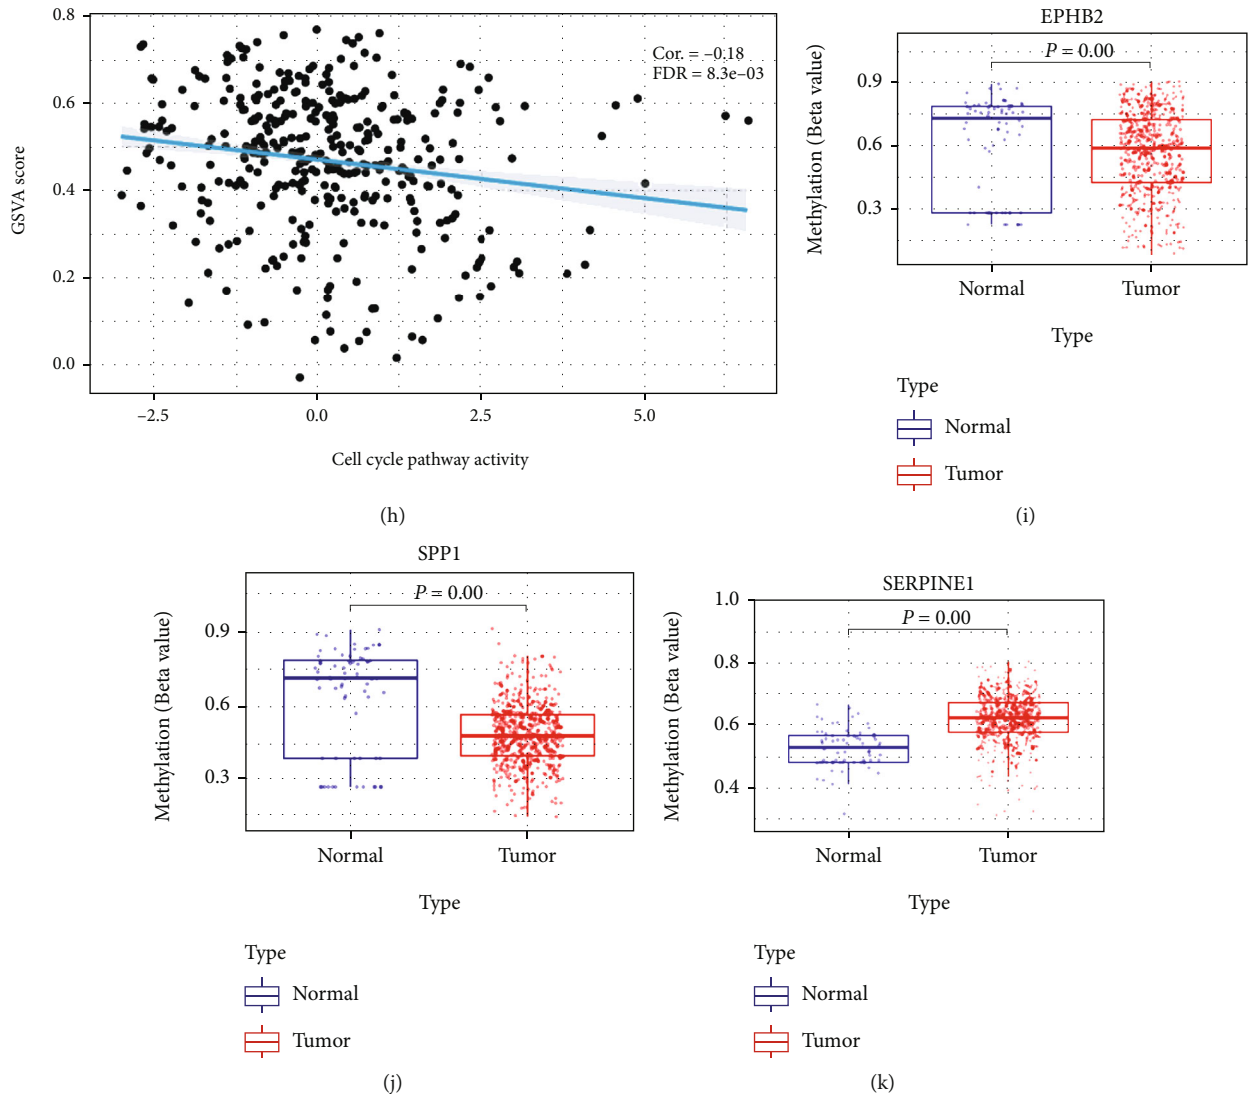 0.8
0.6
0.4
0.2
0.0
GSVA score
Cor. = –0.18
FDR = 8.3e–03
–2.5
0.0
2.5
5.0
Cell cycle pathway activity
(h)
EPHB2
P = 0.00
0.9
0.6
0.3
Methylation (Beta value)
Normal
Tumor
Type
Type
Normal
Tumor
(i)
SPP1
P = 0.00
0.9
0.6
0.3
Methylation (Beta value)
Normal
Tumor
Type
Type
Normal
Tumor
(j)
SERPINE1
P = 0.00
1.0
0.8
0.6
0.4
Methylation (Beta value)
Normal
Tumor
Type
Type
Normal
Tumor
(k)